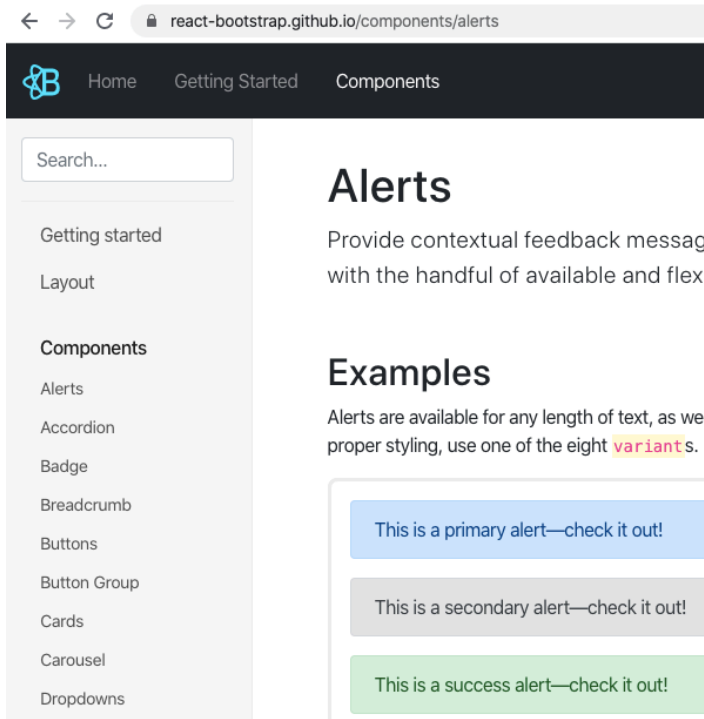 react-bootstrap.github.io/components/alerts
B Home Getting Started Components
Search...
Getting started
Layout
Components
Alerts
Accordion
Badge
Breadcrumb
Buttons
Button Group
Cards
Carousel
Dropdowns
Alerts
Provide contextual feedback messag
with the handful of available and flex
Examples
Alerts are available for any length of text, as we
proper styling, use one of the eight variants.
This is a primary alert—check it out!
This is a secondary alert—check it out!
This is a success alert—check it out!